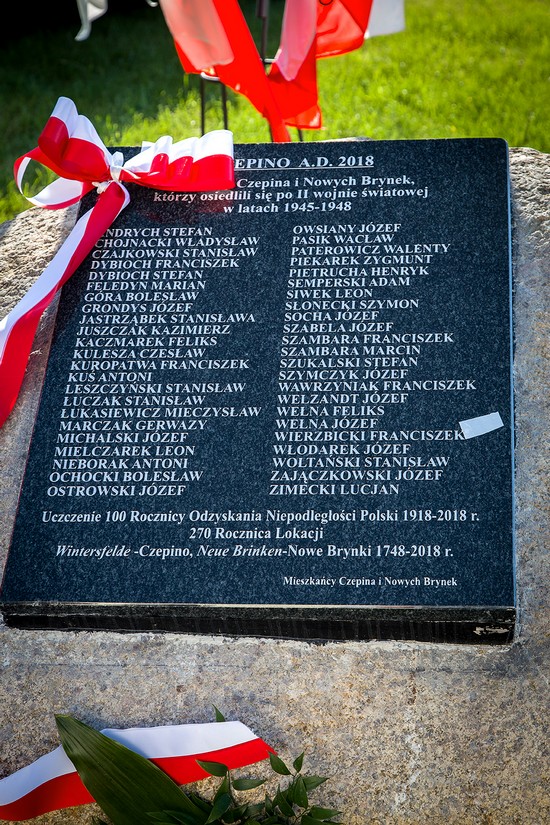 EPINO A.D. 2018
Czepina i Nowych Brynek,
którzy osiedlili się po II wojnie światowej
w latach 1945-1948
NDRYCH STEFAN
CHOJNACKI WŁADYSŁAW
CZAJKOWSKI STANISŁAW
DYBIOCH FRANCISZEK
DYBIOCH STEFAN
FELEDYN MARIAN
GÓRA BOLESŁAW
GRONDYS JÓZEF
JASTRZĄBEK STANISŁAWA
JUSZCZAK KAZIMIERZ
KACZMAREK FELIKS
KULESZA CZESŁAW
KUROPATWA FRANCISZEK
KUŚ ANTONI
LESZCZYŃSKI STANISŁAW
LUCZAK STANISŁAW
ŁUKASIEWICZ MIECZYSŁAW
MARCZAK GERWAZY
MICHALSKI JÓZEF
MIELCZAREK LEON
NIEBORAK ANTONI
OCHOCKI BOLESŁAW
OSTROWSKI JÓZEF
OWSIANY JÓZEF
PASIK WACŁAW
PATEROWICZ WALENTY
PIEKAREK ZYGMUNT
PIETRUCHA HENRYK
SEMPERSKI ADAM
SIWEK LEON
SŁONECKI SZYMON
SOCHA JÓZEF
SZABELA JÓZEF
SZAMBARA FRANCISZEK
SZAMBARA MARCIN
SZUKALSKI STEFAN
SZYMCZYK JÓZEF
WAWRZYNIAK FRANCISZEK
WELZANDT JÓZEF
WEŁNA FELIKS
WEŁNA JÓZEF
WIERZBICKI FRANCISZEK
WŁODAREK JÓZEF
WOLTAŃSKI STANISŁAW
ZAJĄCZKOWSKI JÓZEF
ZIMECKI LUCJAN
Uczczenie 100 Rocznicy Odzyskania Niepodległości Polski 1918-2018 r.
270 Rocznica Lokacji
Wintersfelde -Czepino, Neue Brinken-Nowe Brynki 1748-2018 r.
Mieszkańcy Czepina i Nowych Brynek